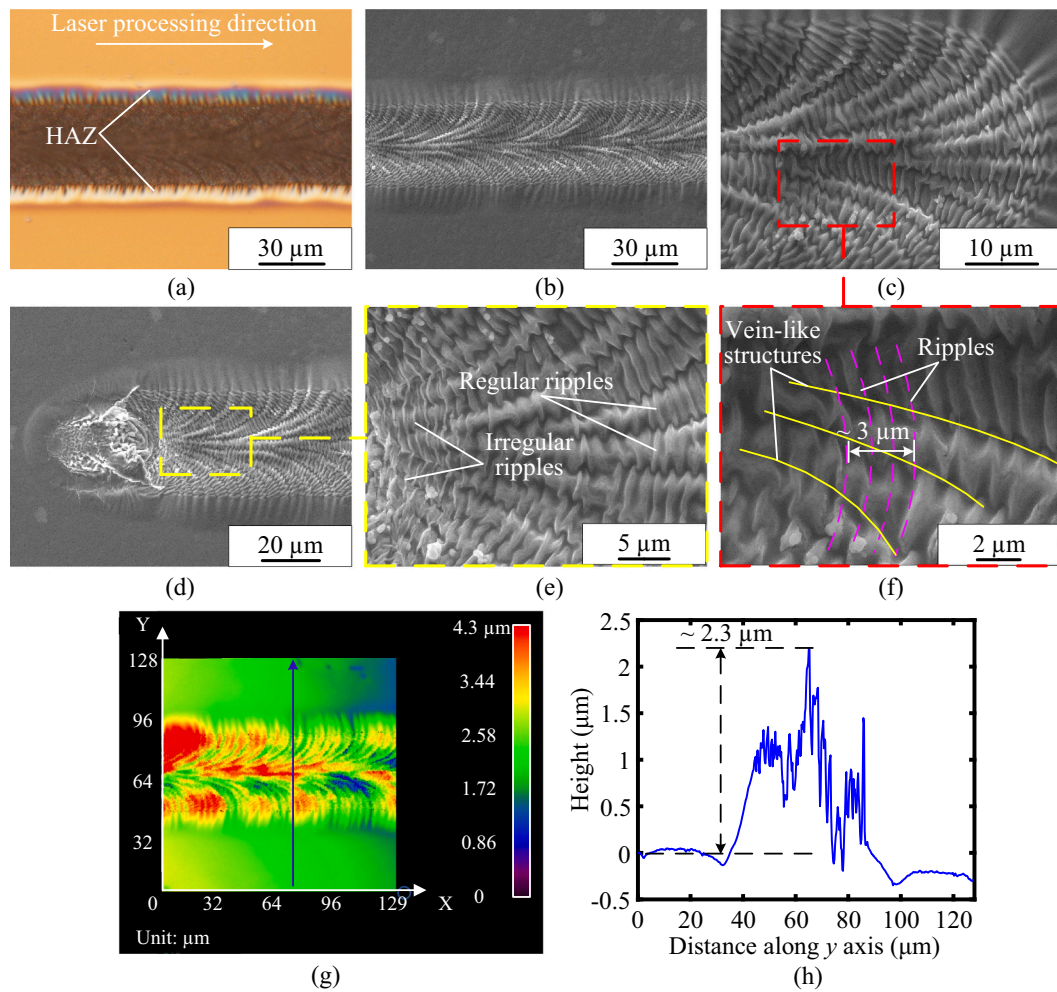 Laser processing direction
HAZ
30 µm
(a)
30 µm
(b)
10 µm
(c)
20 µm
(d)
Regular ripples
Irregular
ripples
5 µm
(e)
Vein-like
structures
Ripples
~ 3 µm
2 µm
(f)
Y
128
96
64
32
0
32
64
96
129
X
Unit: µm
4.3 µm
3.44
2.58
1.72
0.86
0
(g)
~ 2.3 µm
2.5
2
1.5
1
0.5
0
-0.5
Height (µm)
0
20
40
60
80
100
120
Distance along y axis (µm)
(h)